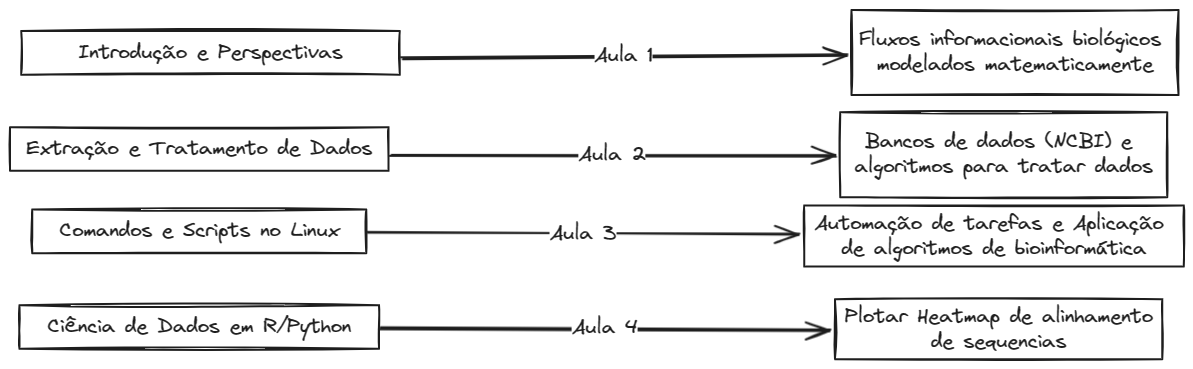 Introdução e Perspectivas
Aula 1
Fluxos informacionais biológicos
modelados matematicamente
Extração e Tratamento de Dados
Aula 2
Bancos de dados (NCBI) e
algoritmos para tratar dados
Comandos e Scripts no Linux
Aula 3
Automação de tarefas e Aplicação
de algoritmos de bioinformática
Ciência de Dados em R/Python
Aula 4
Plotar Heatmap de alinhamento
de sequencias